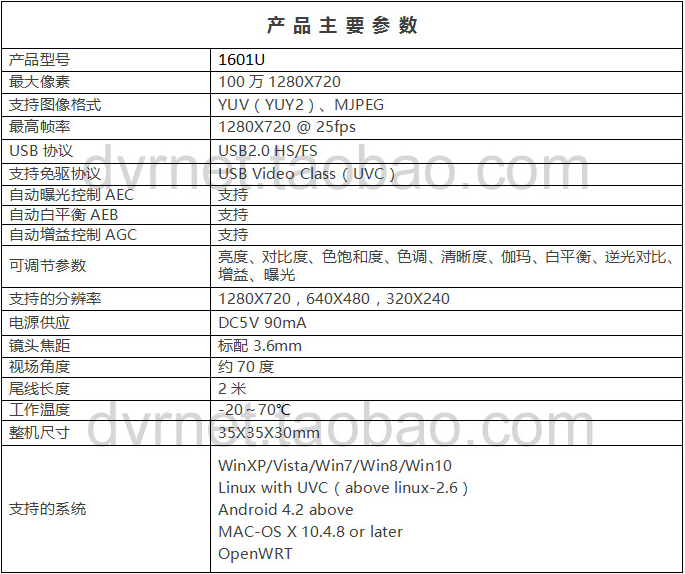 产品主要参数
产品型号 1601U
最大像素 100 万 1280X720
支持图像格式 YUV（YUY2）、MJPEG
最高帧率 1280X720 @ 25fps
USB 协议 USB2.0 HS/FS
支持免驱协议 USB Video Class（UVC）
dvrnet.taobao.com
自动曝光控制 AEC 支持
自动白平衡 AEB 支持
自动增益控制 AGC 支持
可调节参数 亮度、对比度、色饱和度、色调、清晰度、伽玛、白平衡、逆光对比、
增益、曝光
支持的分辨率 1280X720，640X480，320X240
电源供应 DC5V 90mA
镜头焦距 标配 3.6mm
视场角度 约 70 度
尾线长度 2 米
工作温度 -20～70℃
dvrnet.taobao.com
整机尺寸 35X35X30mm
支持的系统 WinXP/Vista/Win7/Win8/Win10
Linux with UVC（above linux-2.6）
Android 4.2 above
MAC-OS X 10.4.8 or later
OpenWRT